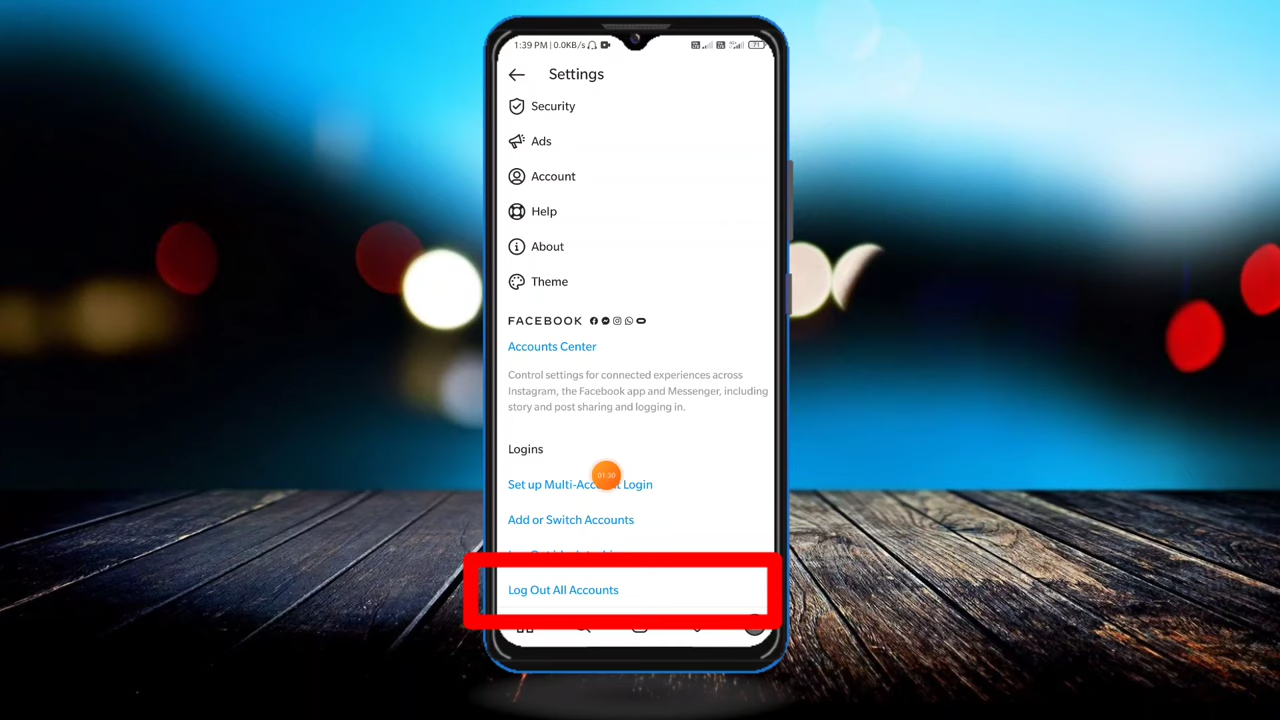 1:39 PM | 0.0KB/s
Settings
Security
Ads
Account
Help
About
Theme
FACEBOOK
Accounts Center
Control settings for connected experiences across
Instagram, the Facebook app and Messenger, including
story and post sharing and logging in.
Logins
01:30
Set up Multi-Account Login
Add or Switch Accounts
Log Out All Accounts